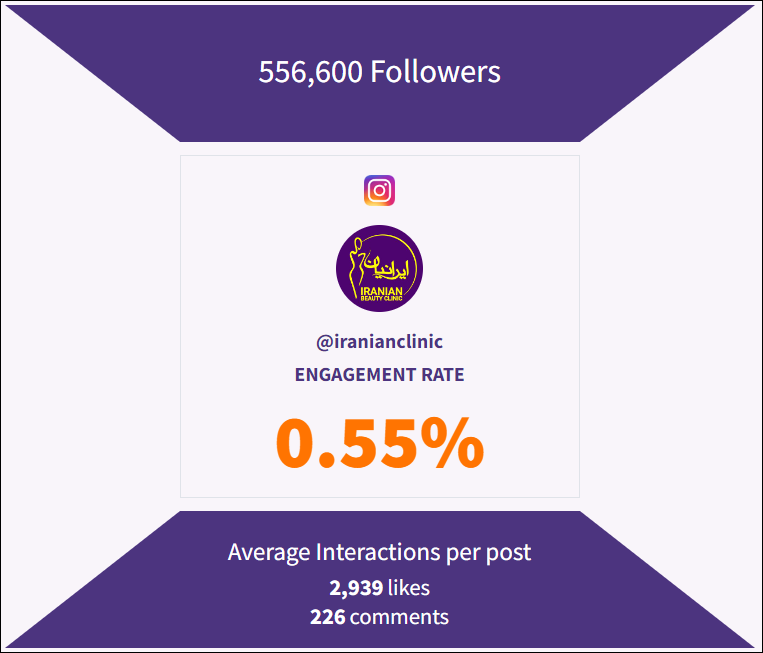 556,600 Followers
ایرانیان
IRANIAN
BEAUTY CLINIC
@iranianclinic
ENGAGEMENT RATE
0.55%
Average Interactions per post
2,939 likes
226 comments